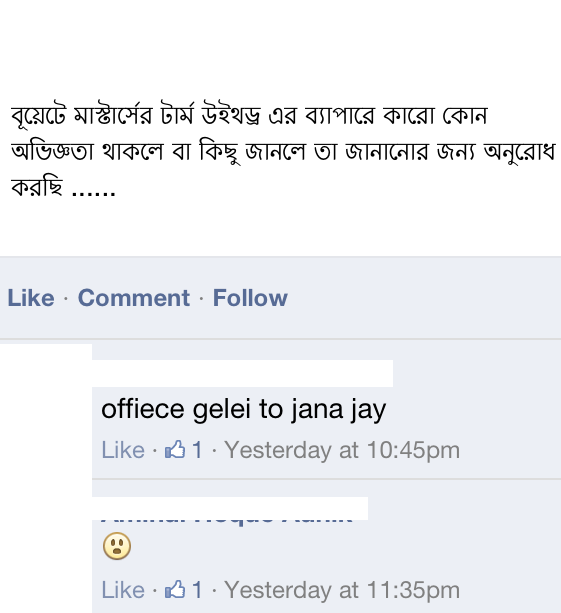 বূয়েটে মাস্টার্সের টার্ম উইথড্র এর ব্যাপারে কারো কোন
অভিজ্ঞতা থাকলে বা কিছু জানলে তা জানানোর জন্য অনুরোধ
করছি ......
Like · Comment · Follow
offiece gelei to jana jay
Like · 1 · Yesterday at 10:45pm
Like · 1 · Yesterday at 11:35pm